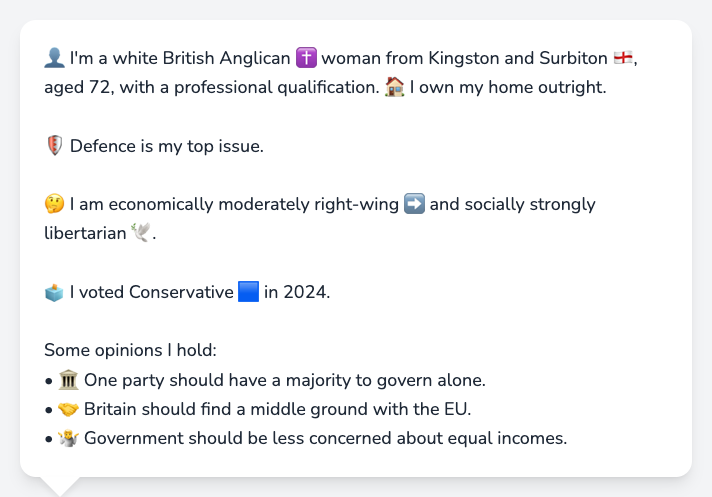 👤 I'm a white British Anglican ✝️ woman from Kingston and Surbiton 🏴󠁧󠁢󠁥󠁮󠁧󠁿,
aged 72, with a professional qualification. 🏠 I own my home outright.
🛡️ Defence is my top issue.
🤔 I am economically moderately right-wing ➡️ and socially strongly
libertarian 🕊️.
🗳️ I voted Conservative 🟦 in 2024.
Some opinions I hold:
• 🏛️ One party should have a majority to govern alone.
• 🤝 Britain should find a middle ground with the EU.
• 🤷 Government should be less concerned about equal incomes.